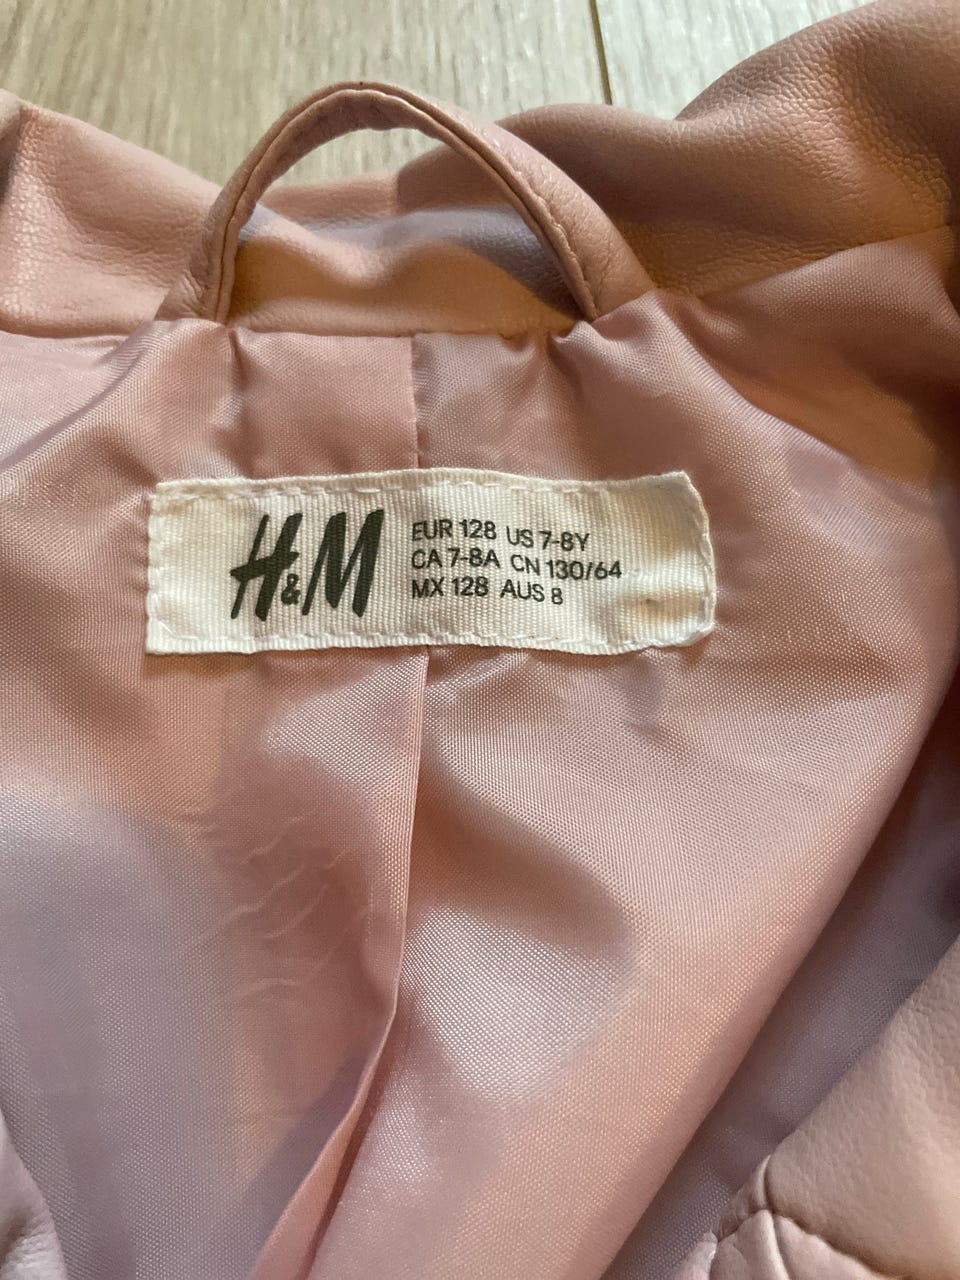 H&M
EUR 128 US 7-8Y
CA 7-8A CN 130/64
MX 128 AUS 8